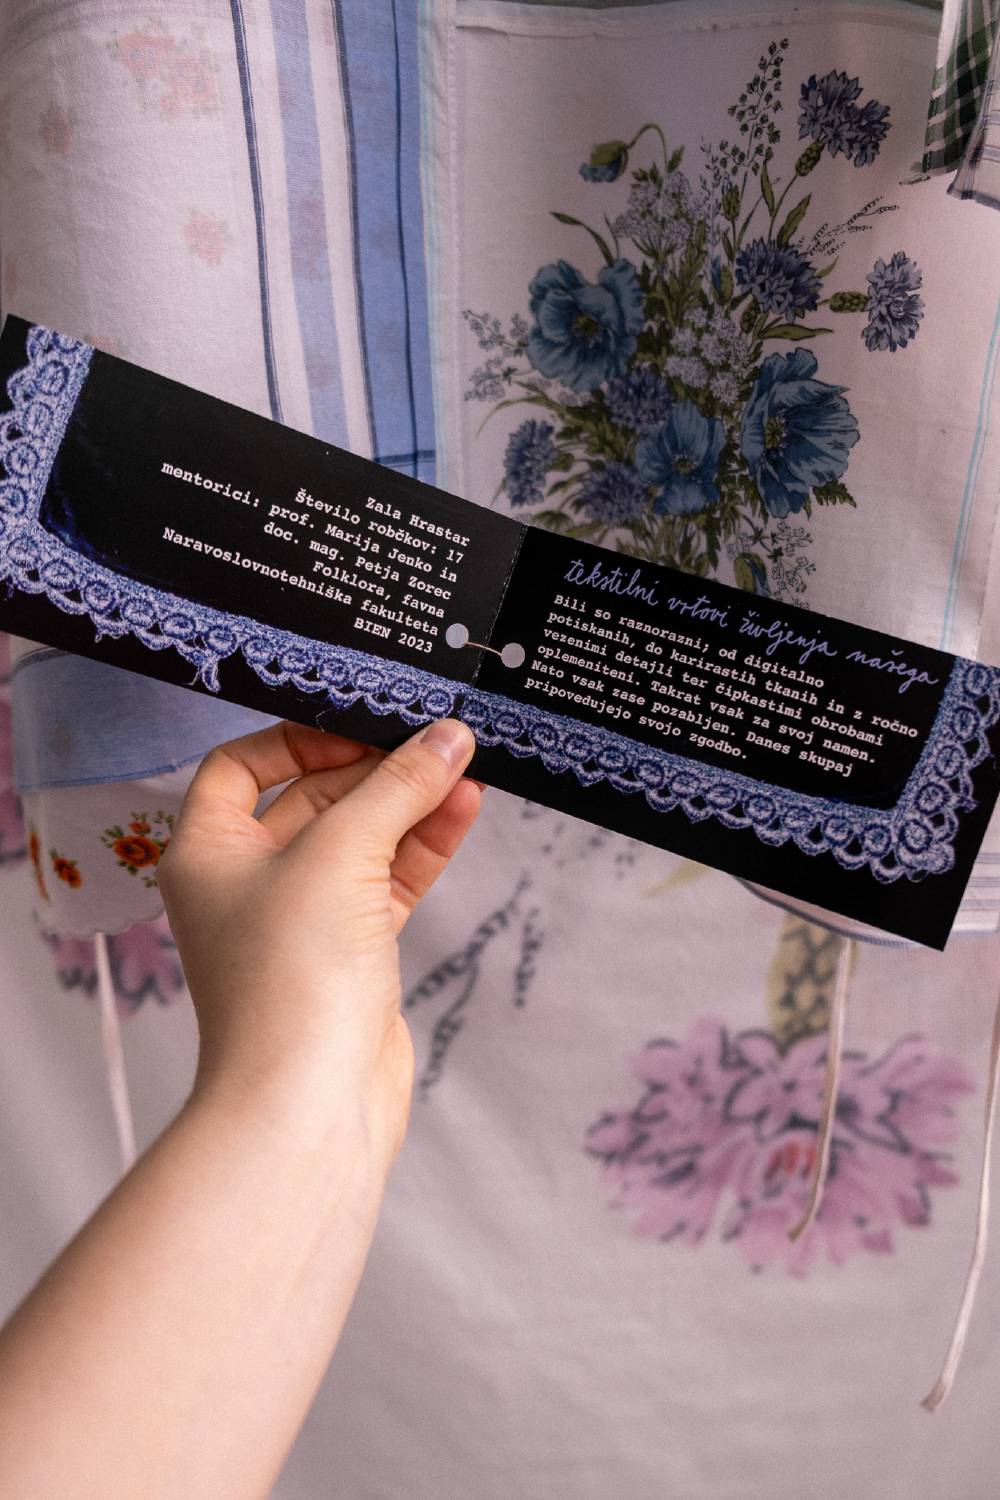 Zala Hrastar
Število robčkov: 17
mentorici: prof. Marija Jenko in
doc. mag. Petja Zorec
Folklora, favna
Naravoslovnotehniška fakulteta
BIEN 2023
tekstilni vrtovi življenja našega
Bili so raznorazni; od digitalno
potiskanih, do karirastih tkanih in z ročno
vezenimi detajli ter čipkastimi obrobami
oplemeniteni. Takrat vsak za svoj namen.
Nato vsak zase pozabljen. Danes skupaj
pripovedujejo svojo zgodbo.